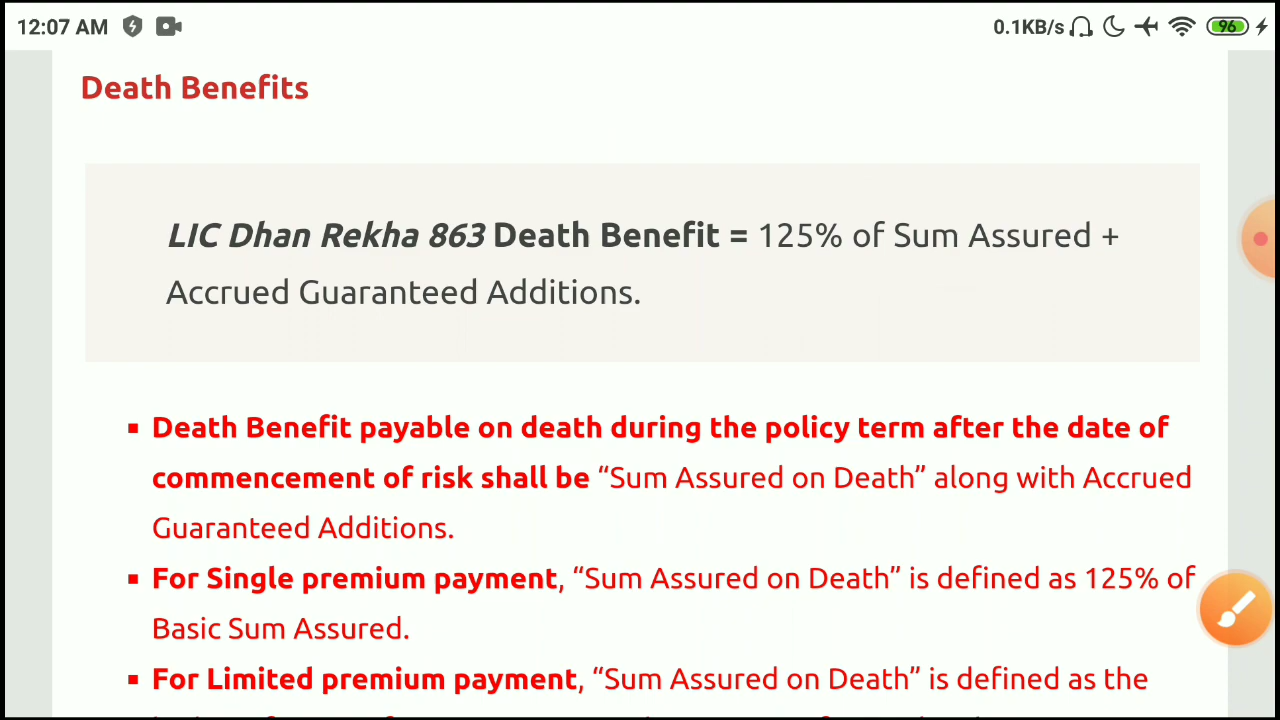 12:07 AM
0.1KB/s
96
Death Benefits
LIC Dhan Rekha 863 Death Benefit = 125% of Sum Assured +
Accrued Guaranteed Additions.
▪ Death Benefit payable on death during the policy term after the date of
commencement of risk shall be “Sum Assured on Death” along with Accrued
Guaranteed Additions.
▪ For Single premium payment, “Sum Assured on Death” is defined as 125% of
Basic Sum Assured.
▪ For Limited premium payment, “Sum Assured on Death” is defined as the